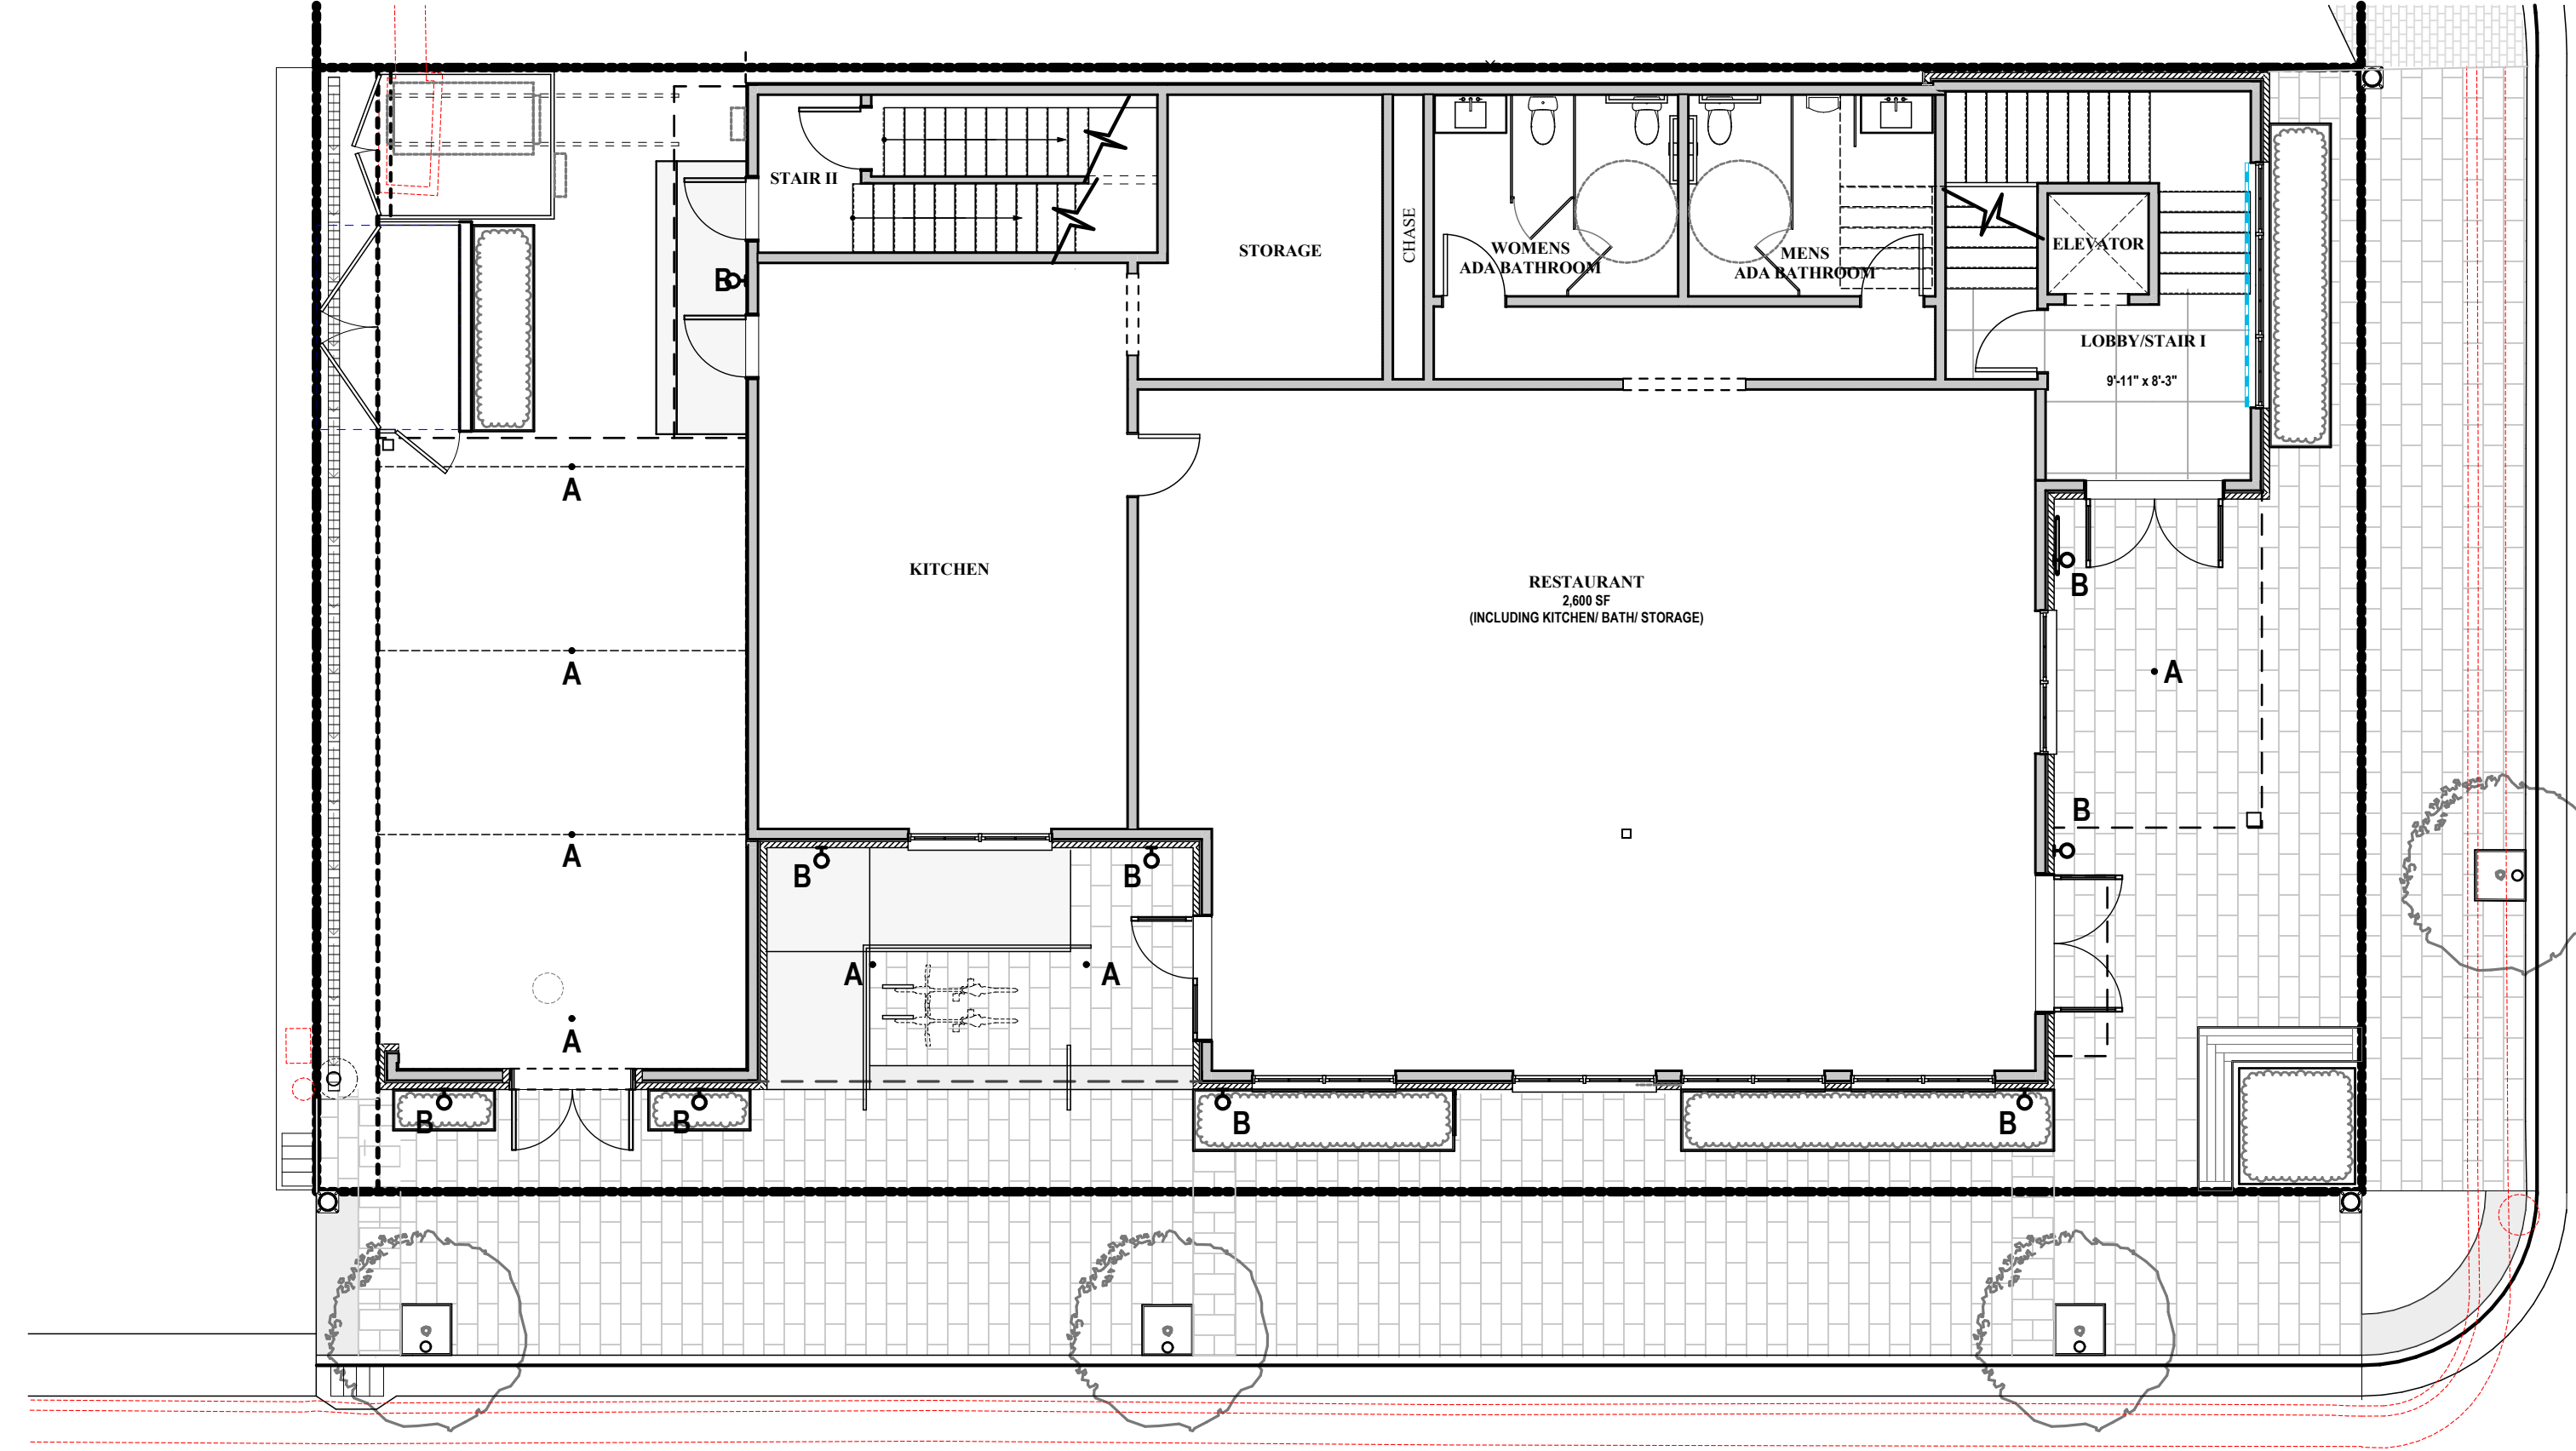 STAIR II
STORAGE
CHASE
WOMENS
ADA BATHROOM
MENS
ADA BATHROOM
ELEVATOR
LOBBY/STAIR I
9'-11" x 8'-3"
B
A
KITCHEN
RESTAURANT
2,600 SF
(INCLUDING KITCHEN/ BATH/ STORAGE)
B
A
A
B
A
B
B
A
A
A
B
B
B
B